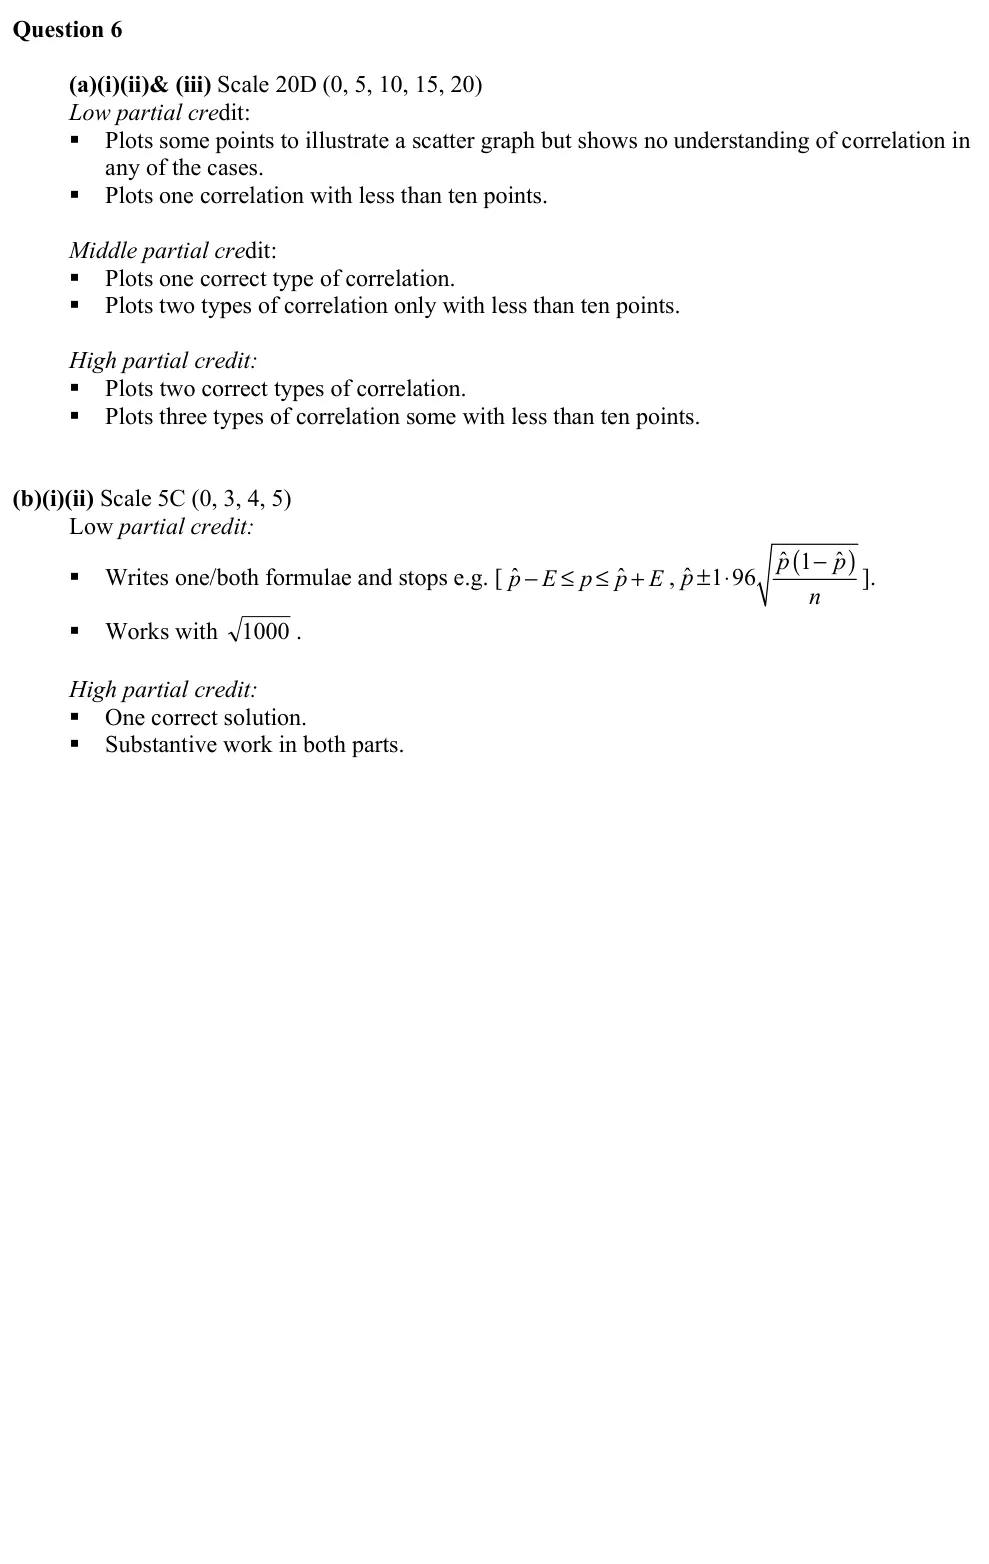 Question 6
(a)(i)(ii)& (iii) Scale 20D (0, 5, 10, 15, 20)
Low partial credit:
▪ Plots some points to illustrate a scatter graph but shows no understanding of correlation in
any of the cases.
▪ Plots one correlation with less than ten points.
Middle partial credit:
▪ Plots one correct type of correlation.
▪ Plots two types of correlation only with less than ten points.
High partial credit:
▪ Plots two correct types of correlation.
▪ Plots three types of correlation some with less than ten points.
(b)(i)(ii) Scale 5C (0, 3, 4, 5)
Low partial credit:
▪ Writes one/both formulae and stops e.g. [ p̂ − E ≤ p ≤ p̂ + E , p̂ ± 1·96√(p̂(1− p̂)/n) ].
▪ Works with √1000 .
High partial credit:
▪ One correct solution.
▪ Substantive work in both parts.